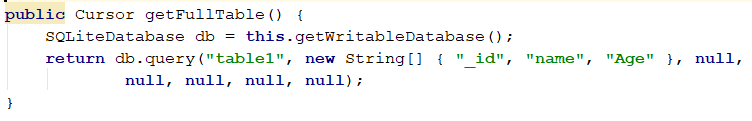 public Cursor getFullTable() {
    SQLiteDatabase db = this.getWritableDatabase();
    return db.query("table1", new String[] { "_id", "name", "Age" }, null,
            null, null, null, null);
}